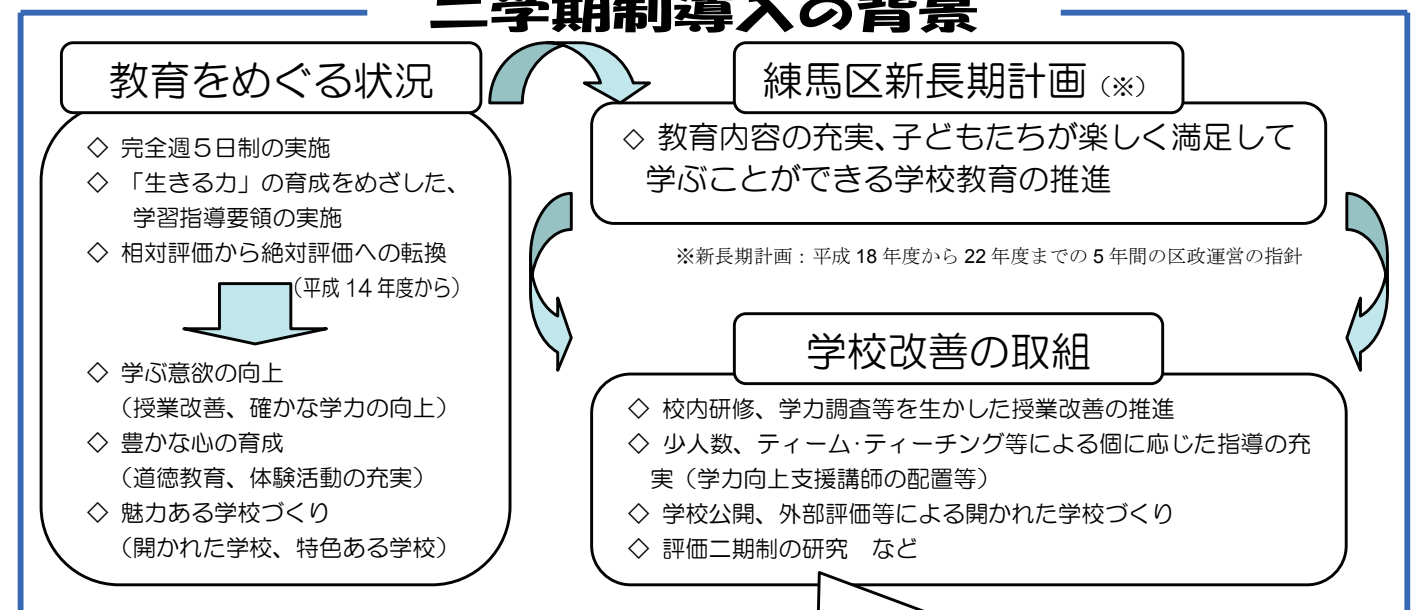 二学期制導入の背景
教育をめぐる状況
◇ 完全週５日制の実施
◇ 「生きる力」の育成をめざした、
学習指導要領の実施
◇ 相対評価から絶対評価への転換
（平成 14 年度から）
◇ 学ぶ意欲の向上
（授業改善、確かな学力の向上）
◇ 豊かな心の育成
（道徳教育、体験活動の充実）
◇ 魅力ある学校づくり
（開かれた学校、特色ある学校）
練馬区新長期計画（※）
◇ 教育内容の充実、子どもたちが楽しく満足して
学ぶことができる学校教育の推進
※新長期計画：平成 18 年度から 22 年度までの 5 年間の区政運営の指針
学校改善の取組
◇ 校内研修、学力調査等を生かした授業改善の推進
◇ 少人数、ティーム・ティーチング等による個に応じた指導の充
実（学力向上支援講師の配置等）
◇ 学校公開、外部評価等による開かれた学校づくり
◇ 評価二期制の研究　など